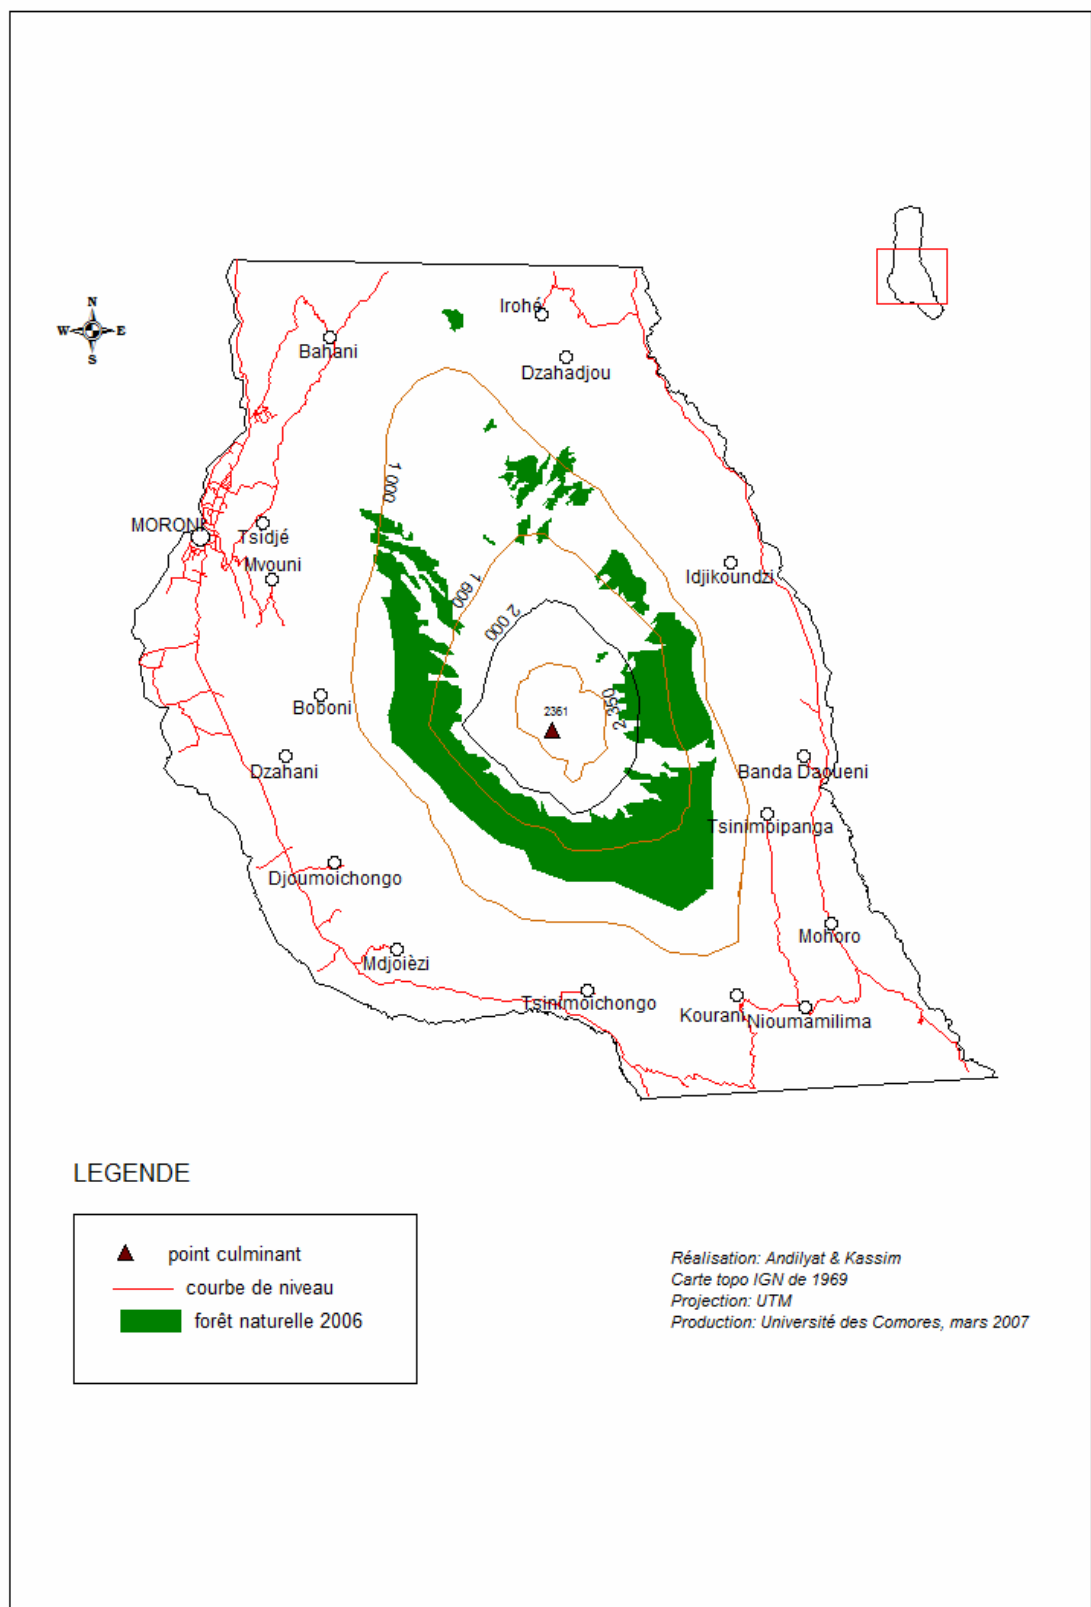 N
W
E
S
Irohé
Bahani
Dzahadjou
1 000
MORONI
Tsidjé
Mvouni
Idjikoundzi
1 600
2 000
Boboni
2 350
2361
Dzahani
Banda Daoueni
Tsinimoipanga
Djoumoichongo
Mohoro
Mdjoièzi
Tsinimoichongo
Kourani
Nioumamilima
LEGENDE
point culminant
courbe de niveau
forêt naturelle 2006
Réalisation: Andilyat & Kassim
Carte topo IGN de 1969
Projection: UTM
Production: Université des Comores, mars 2007